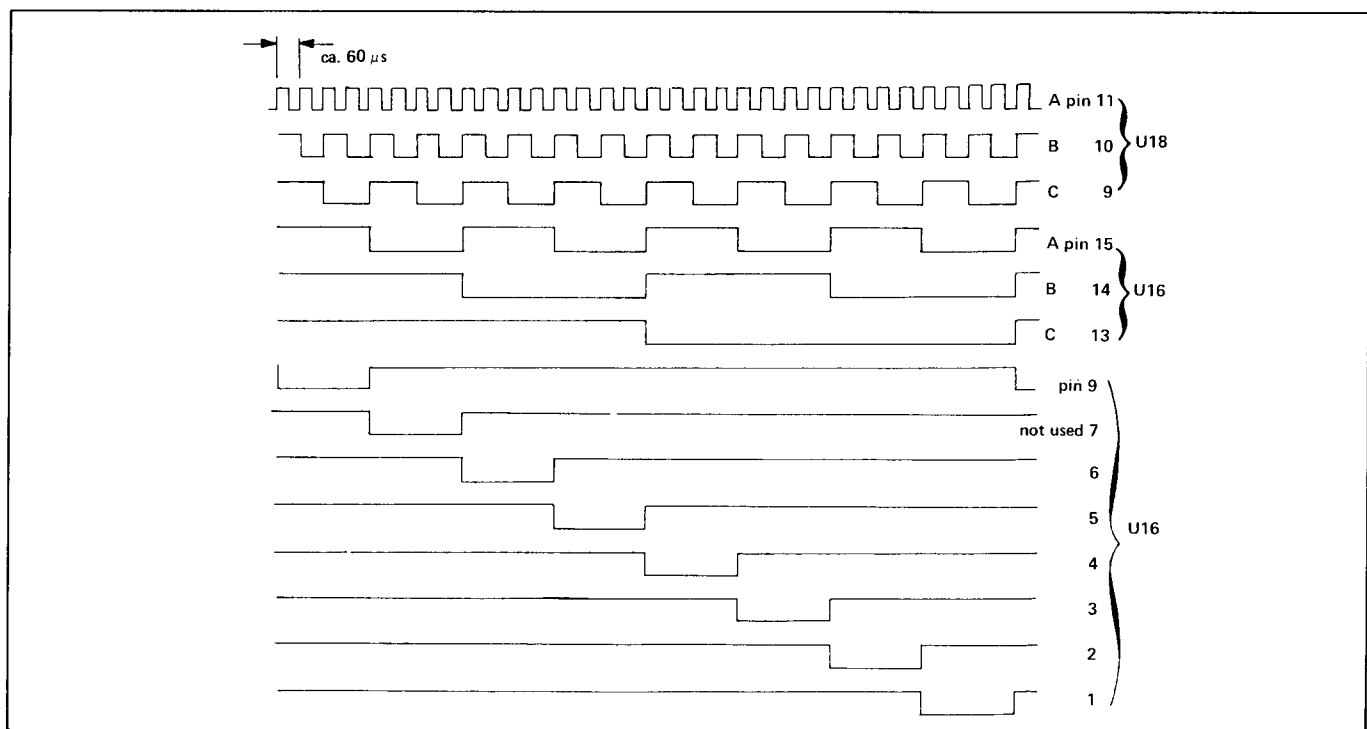 ca. 60 μs
A pin 11
B 10 U18
C 9
A pin 15
B 14 U16
C 13
pin 9
not used 7
6
5
U16
4
3
2
1